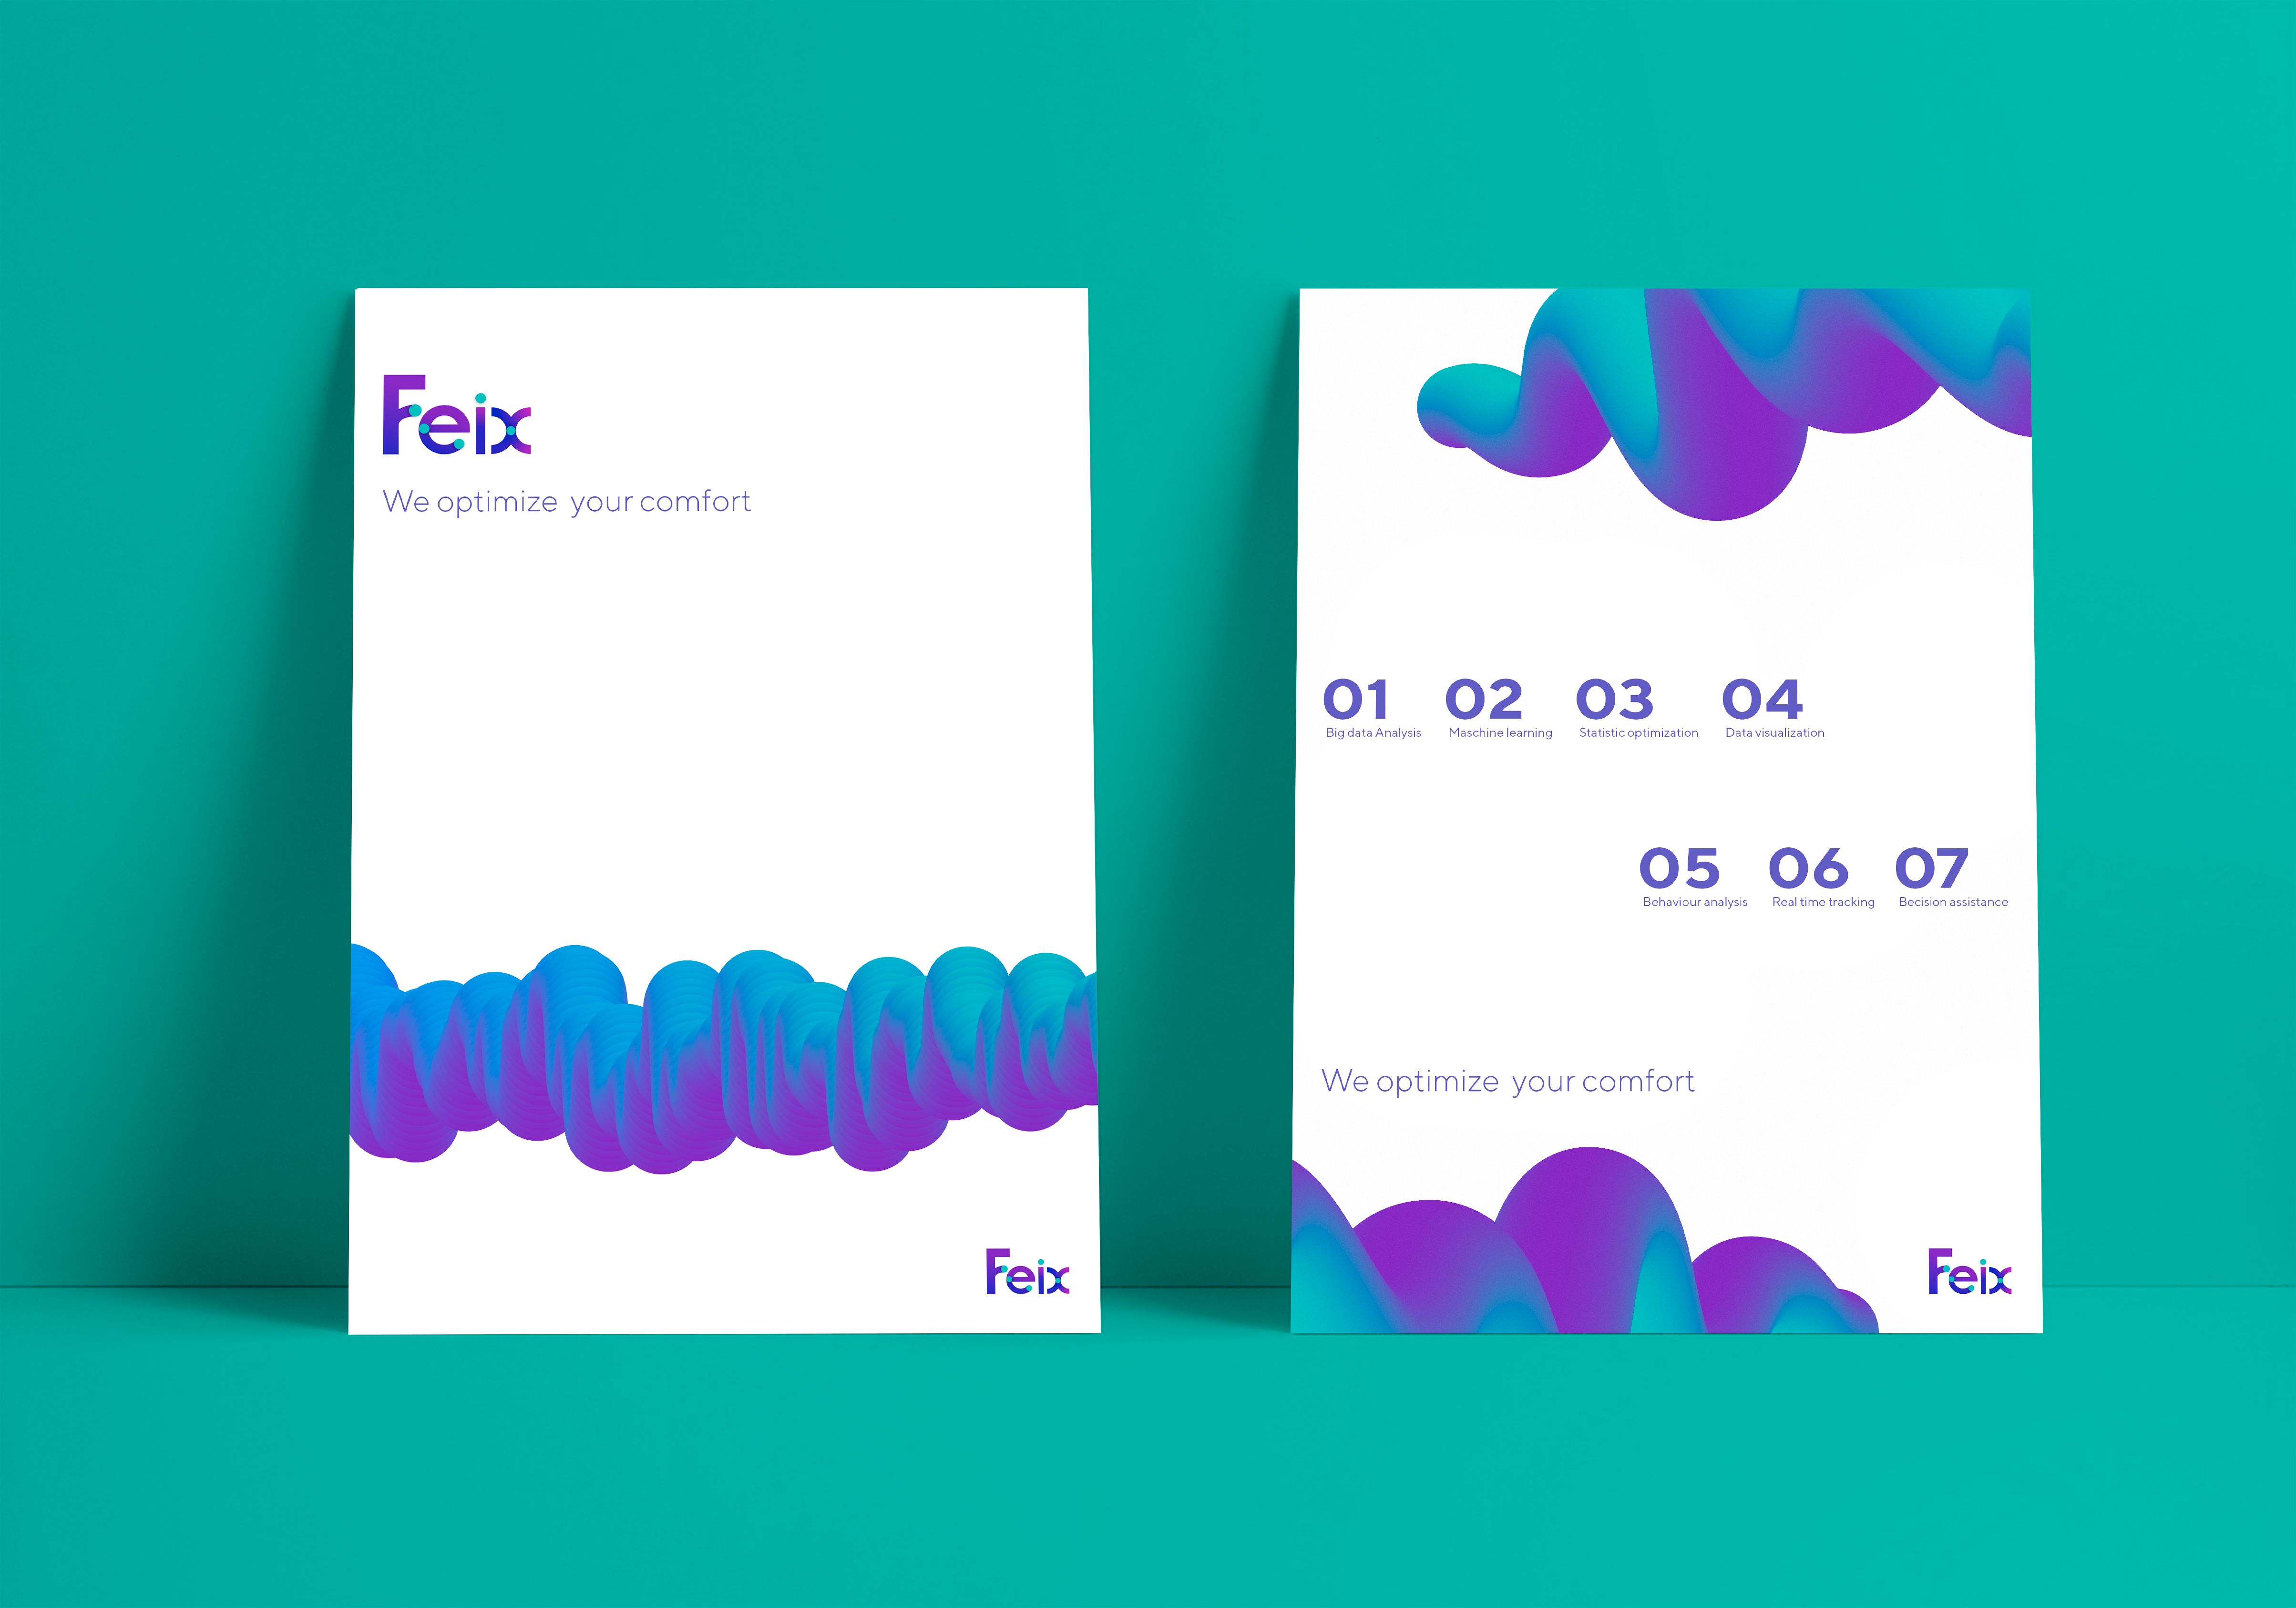 Feix
We optimize  your comfort
Feix
01 02 03 04
Big data Analysis Maschine learning Statistic optimization Data visualization
05 06 07
Behaviour analysis Real time tracking Becision assistance
We optimize  your comfort
Feix